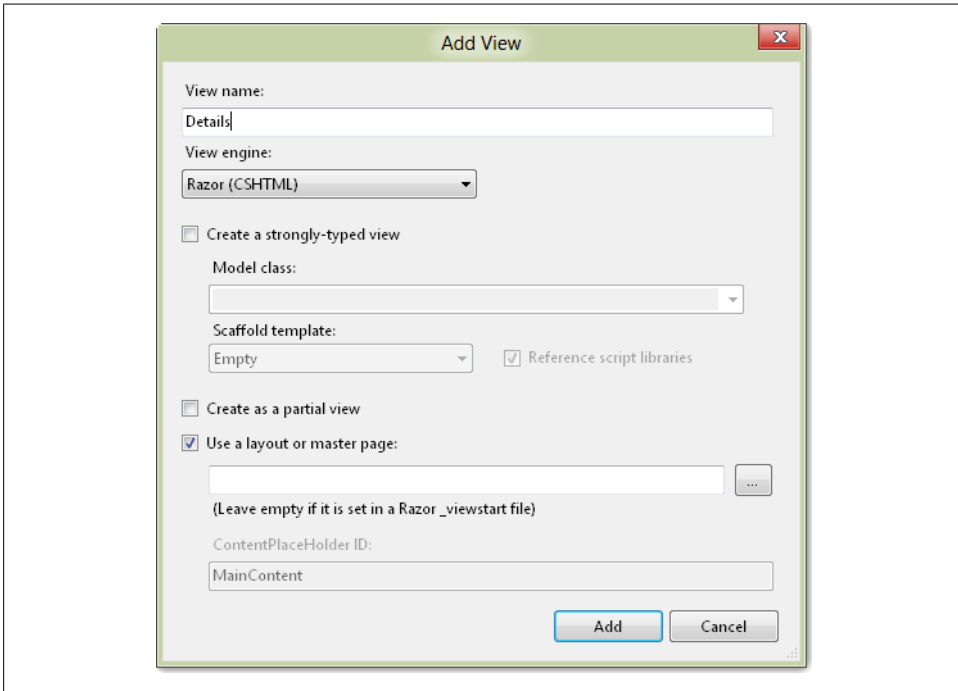 Add View
View name:
Details
View engine:
Razor (CSHTML)
Create a strongly-typed view
Model class:
Scaffold template:
Empty
Reference script libraries
Create as a partial view
Use a layout or master page:
...
(Leave empty if it is set in a Razor _viewstart file)
ContentPlaceHolder ID:
MainContent
Add
Cancel